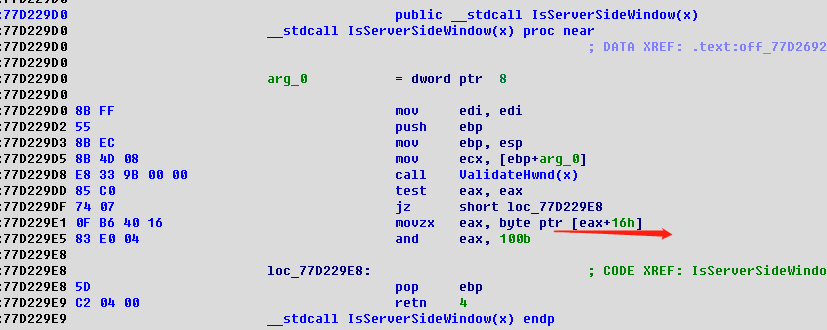 :77D229D0 public __stdcall IsServerSideWindow(x)
:77D229D0 __stdcall IsServerSideWindow(x) proc near
:77D229D0 ; DATA XREF: .text:off_77D2692
:77D229D0
:77D229D0 arg_0 = dword ptr 8
:77D229D0
:77D229D0 8B FF mov edi, edi
:77D229D2 55 push ebp
:77D229D3 8B EC mov ebp, esp
:77D229D5 8B 4D 08 mov ecx, [ebp+arg_0]
:77D229D8 E8 33 9B 00 00 call ValidateHwnd(x)
:77D229DD 85 C0 test eax, eax
:77D229DF 74 07 jz short loc_77D229E8
:77D229E1 0F B6 40 16 movzx eax, byte ptr [eax+16h]
:77D229E5 83 E0 04 and eax, 100b
:77D229E8
:77D229E8 loc_77D229E8: ; CODE XREF: IsServerSideWindo
:77D229E8 5D pop ebp
:77D229E9 C2 04 00 retn 4
:77D229E9 __stdcall IsServerSideWindow(x) endp